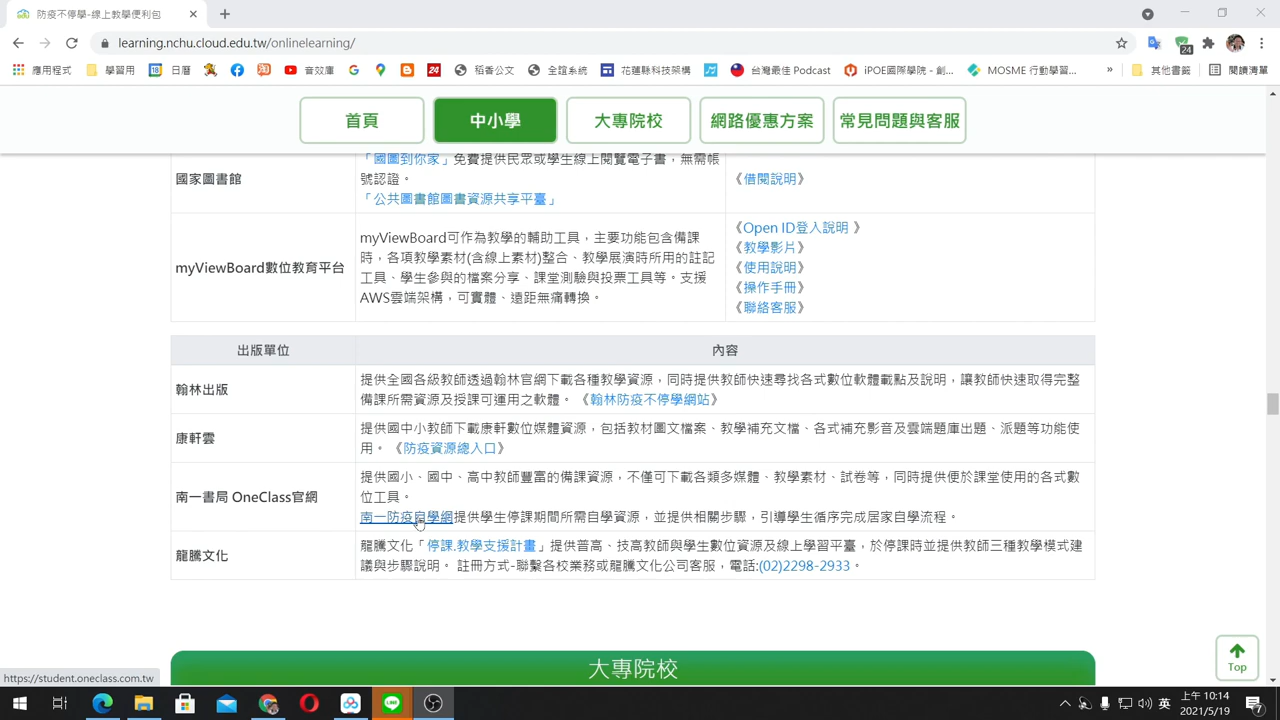 防疫不停學-線上教學便利包
learning.nchu.cloud.edu.tw/onlinelearning/
24
應用程式 學習用 日曆 音效庫 稻香公文 全誼系統 花蓮縣科技架構 台灣最佳 Podcast iPOE國際學院 - 創... MOSME 行動學習... » 其他書籤 閱讀清單
首頁 中小學 大專院校 網路優惠方案 常見問題與客服
國家圖書館
「國圖到你家」免費提供民眾或學生線上閱覽電子書，無需帳
號認證。
「公共圖書館圖書資源共享平臺」
《借閱說明》
myViewBoard數位教育平台
myViewBoard可作為教學的輔助工具，主要功能包含備課
時，各項教學素材(含線上素材)整合、教學展演時所用的註記
工具、學生參與的檔案分享、課堂測驗與投票工具等。支援
AWS雲端架構，可實體、遠距無痛轉換。
《Open ID登入說明 》
《教學影片》
《使用說明》
《操作手冊》
《聯絡客服》
出版單位 內容
翰林出版
提供全國各級教師透過翰林官網下載各種教學資源，同時提供教師快速尋找各式數位軟體載點及說明，讓教師快速取得完整
備課所需資源及授課可運用之軟體。《翰林防疫不停學網站》
康軒雲
提供國中小教師下載康軒數位媒體資源，包括教材圖文檔案、教學補充文檔、各式補充影音及雲端題庫出題、派題等功能使
用。《防疫資源總入口》
南一書局 OneClass官網
提供國小、國中、高中教師豐富的備課資源，不僅可下載各類多媒體、教學素材、試卷等，同時提供便於課堂使用的各式數
位工具。
南一防疫自學網提供學生停課期間所需自學資源，並提供相關步驟，引導學生循序完成居家自學流程。
龍騰文化
龍騰文化「停課.教學支援計畫」提供普高、技高教師與學生數位資源及線上學習平臺，於停課時並提供教師三種教學模式建
議與步驟說明。 註冊方式-聯繫各校業務或龍騰文化公司客服，電話:(02)2298-2933。
大專院校
Top
https://student.oneclass.com.tw
LINE
英
上午 10:14
2021/5/19
7